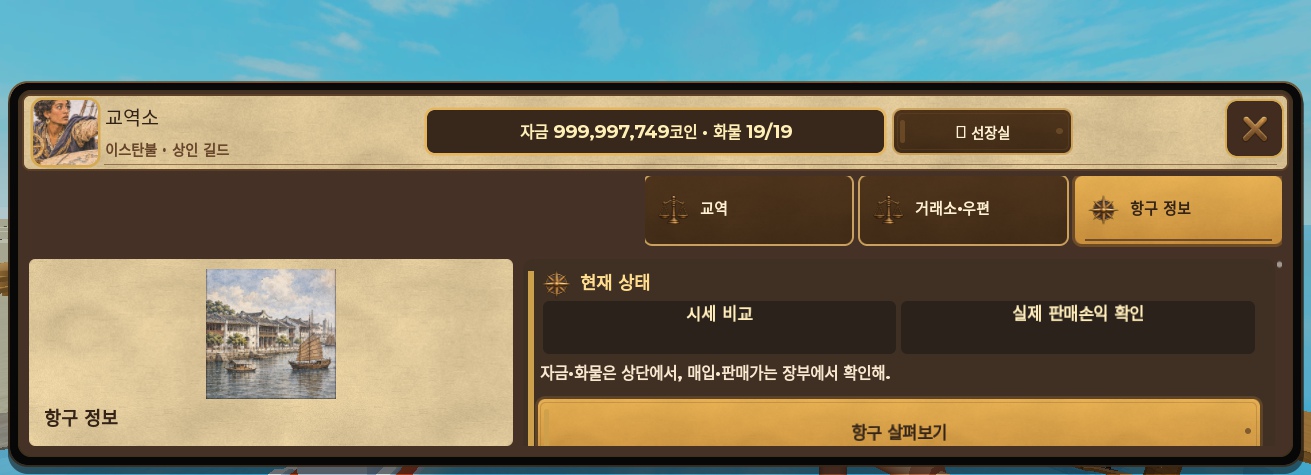 교역소
이스탄불 • 상인 길드
자금 999,997,749코인 • 화물 19/19
선장실
교역
거래소•우편
항구 정보
항구 정보
현재 상태
시세 비교
실제 판매손익 확인
자금•화물은 상단에서, 매입•판매가는 장부에서 확인해.
항구 살펴보기